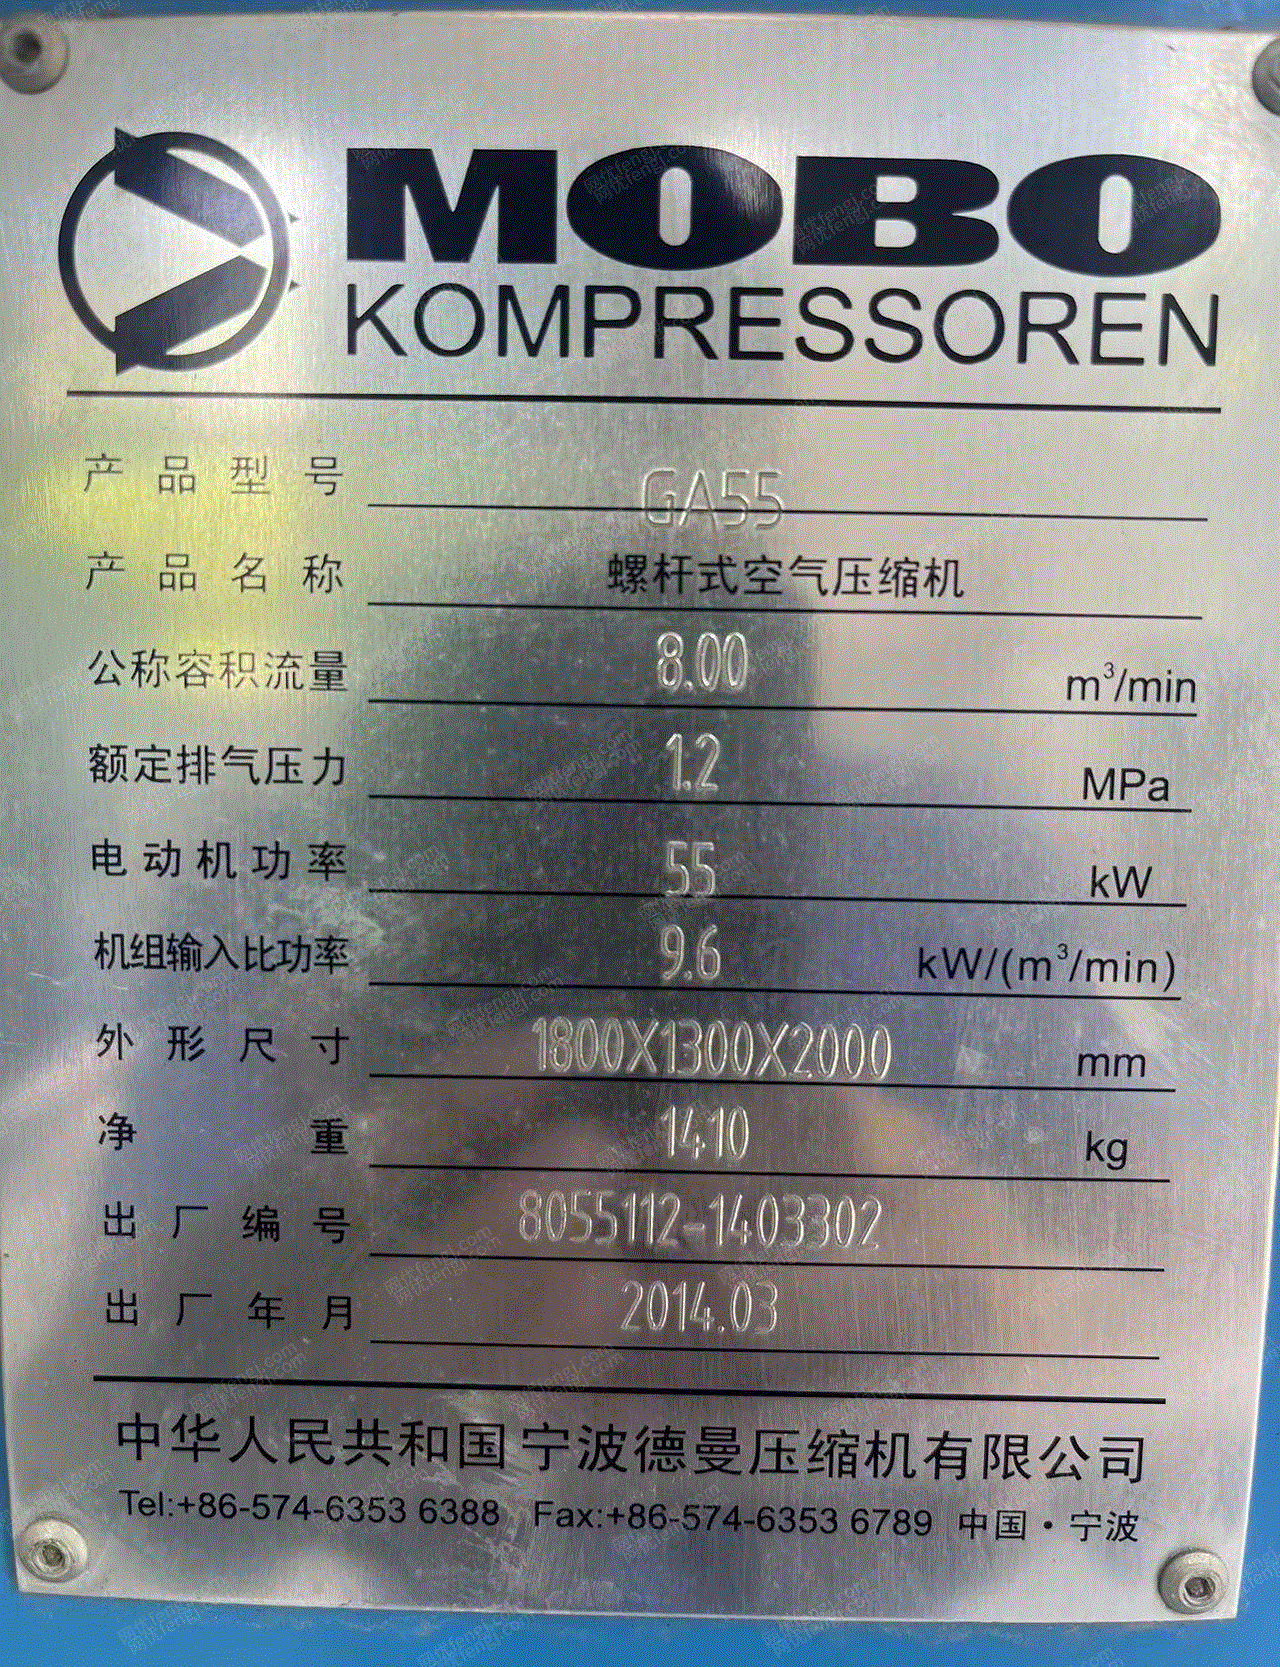 MOBO
KOMPRESSOREN
产品型号 GA55
产品名称 螺杆式空气压缩机
公称容积流量 8.00 m³/min
额定排气压力 1.2 MPa
电动机功率 55 kW
机组输入比功率 9.6 kW/(m³/min)
外形尺寸 1800X1300X2000 mm
净重 1410 kg
出厂编号 8055112-1403302
出厂年月 2014.03
中华人民共和国宁波德曼压缩机有限公司
Tel:+86-574-6353 6388 Fax:+86-574-6353 6789 中国·宁波